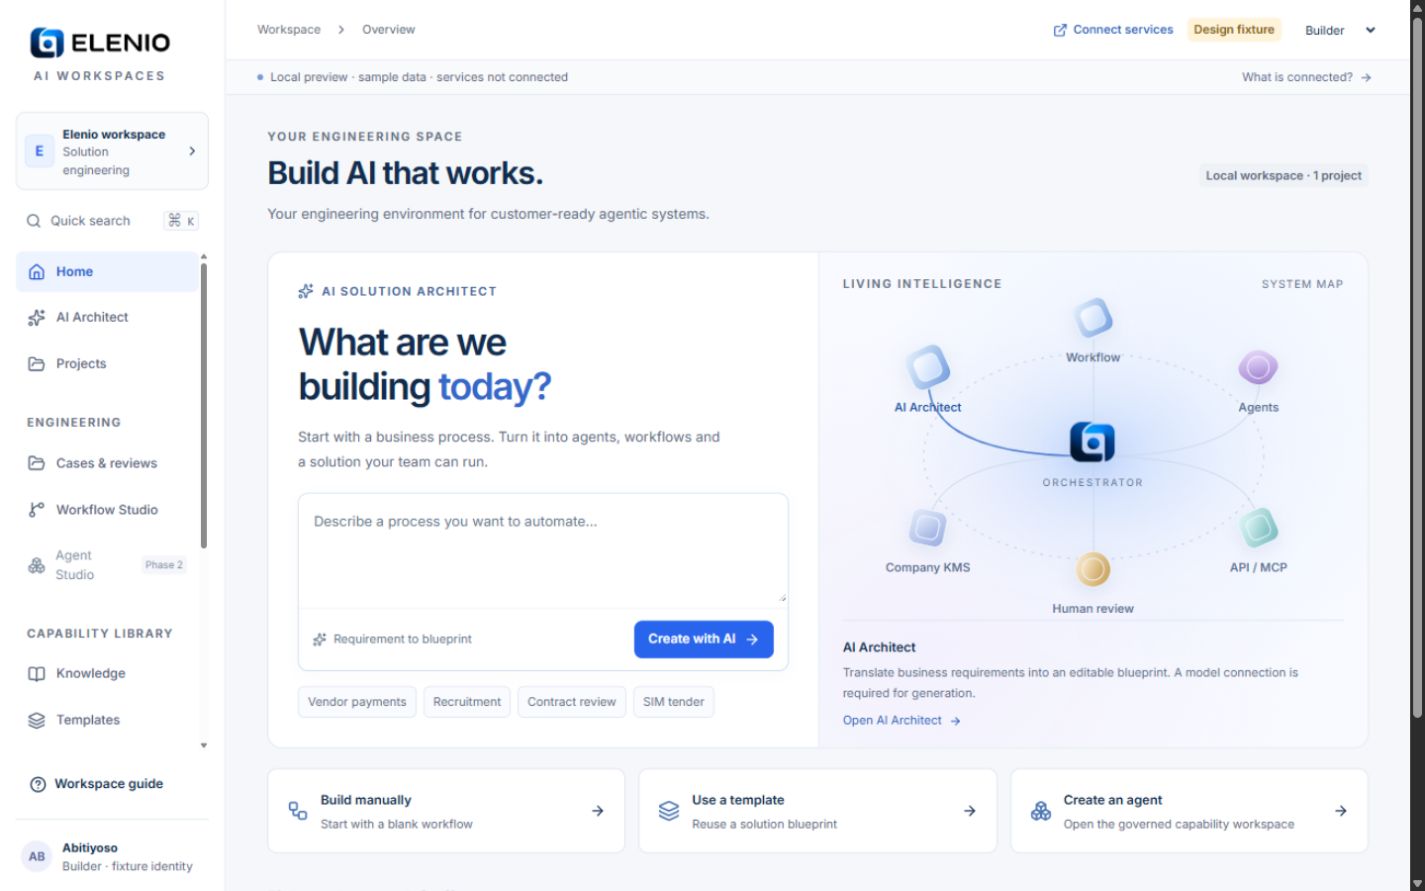 ELENIO
AI WORKSPACES
E
Elenio workspace
Solution
engineering
Quick search
⌘ K
Home
AI Architect
Projects
ENGINEERING
Cases & reviews
Workflow Studio
Agent
Studio
Phase 2
CAPABILITY LIBRARY
Knowledge
Templates
Workspace guide
AB
Abitiyoso
Builder · fixture identity
Workspace
Overview
Connect services
Design fixture
Builder
Local preview · sample data · services not connected
What is connected? →
YOUR ENGINEERING SPACE
Build AI that works.
Your engineering environment for customer-ready agentic systems.
Local workspace · 1 project
AI SOLUTION ARCHITECT
What are we
building today?
Start with a business process. Turn it into agents, workflows and
a solution your team can run.
Describe a process you want to automate...
Requirement to blueprint
Create with AI →
Vendor payments
Recruitment
Contract review
SIM tender
LIVING INTELLIGENCE
SYSTEM MAP
Workflow
AI Architect
Agents
ORCHESTRATOR
Company KMS
API / MCP
Human review
AI Architect
Translate business requirements into an editable blueprint. A model connection is
required for generation.
Open AI Architect →
Build manually
Start with a blank workflow
Use a template
Reuse a solution blueprint
Create an agent
Open the governed capability workspace